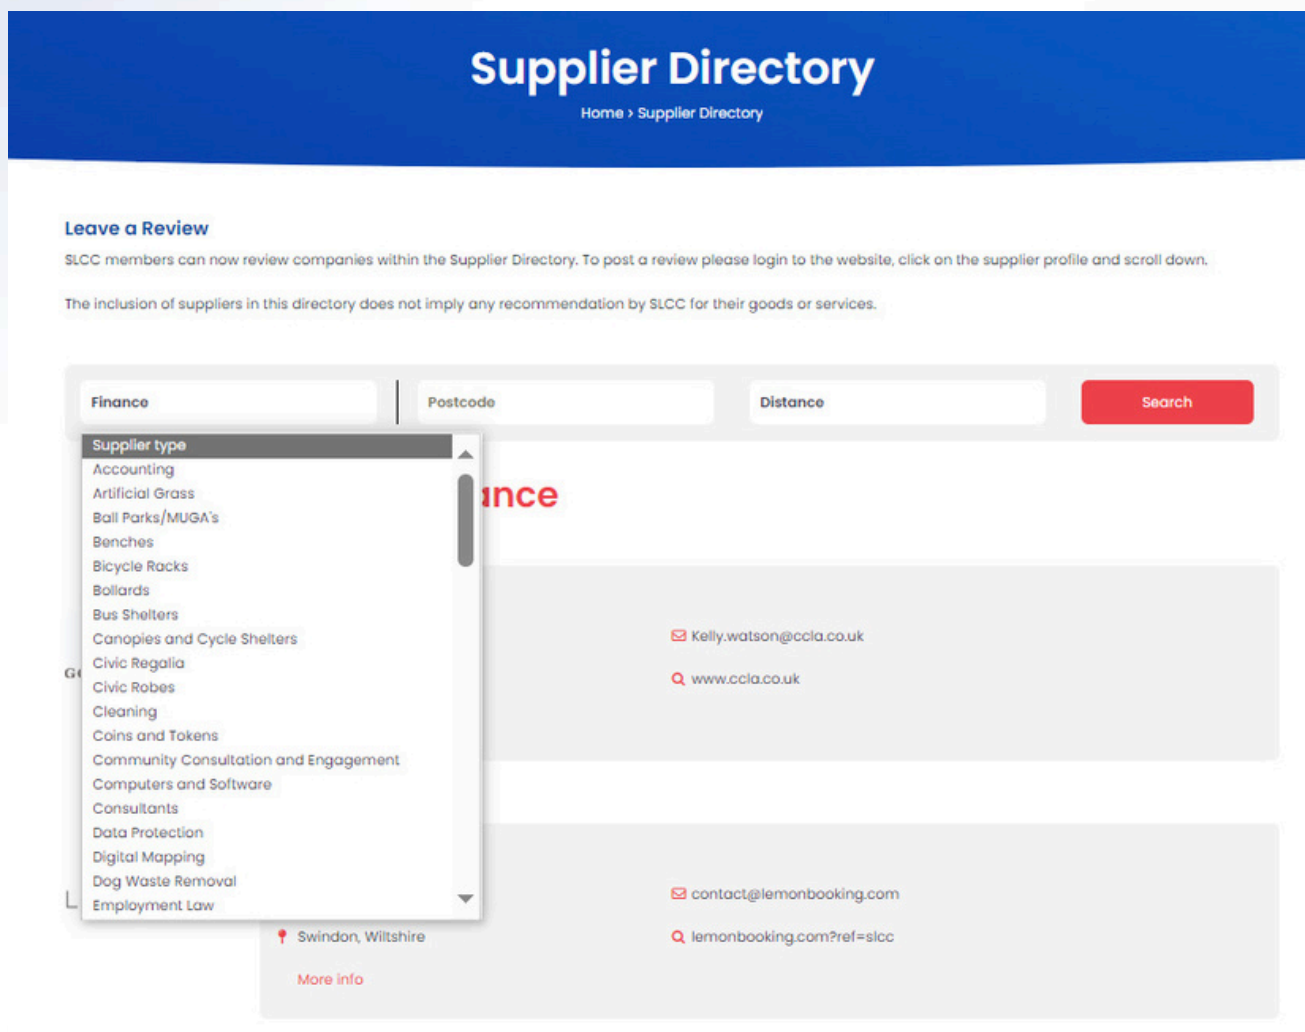 Supplier Directory
Home > Supplier Directory
Leave a Review
SLCC members can now review companies within the Supplier Directory. To post a review please login to the website, click on the supplier profile and scroll down.
The inclusion of suppliers in this directory does not imply any recommendation by SLCC for their goods or services.
Finance
Postcode
Distance
Search
Supplier type
Accounting
Artificial Grass
Ball Parks/MUGA's
Benches
Bicycle Racks
Bollards
Bus Shelters
Canopies and Cycle Shelters
Civic Regalia
Civic Robes
Cleaning
Coins and Tokens
Community Consultation and Engagement
Computers and Software
Consultants
Data Protection
Digital Mapping
Dog Waste Removal
Employment Law
Kelly.watson@ccla.co.uk
www.ccla.co.uk
contact@lemonbooking.com
Swindon, Wiltshire
lemonbooking.com?ref=slcc
More info